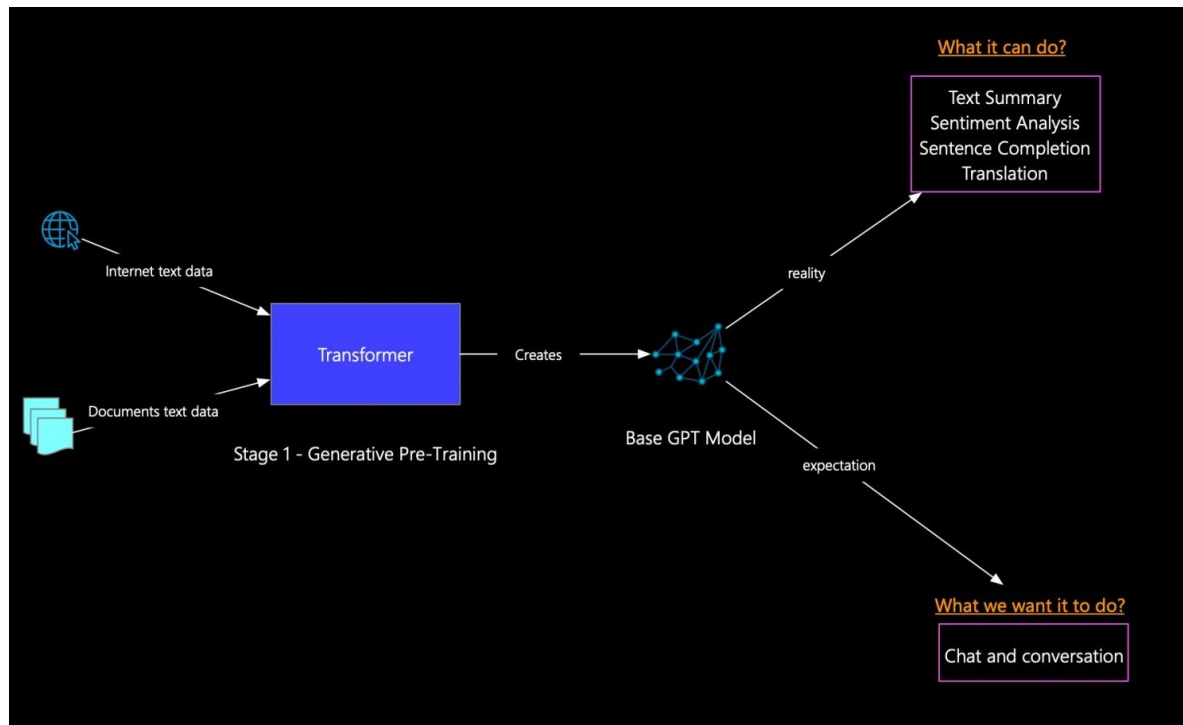 What it can do?
Text Summary
Sentiment Analysis
Sentence Completion
Translation
Internet text data
reality
Transformer
Creates
Documents text data
Stage 1 - Generative Pre-Training
Base GPT Model
expectation
What we want it to do?
Chat and conversation